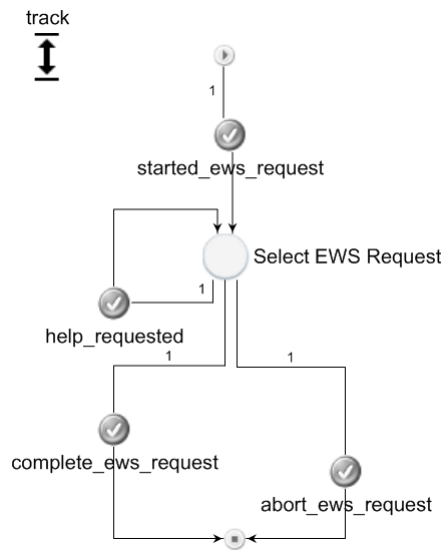 track
1
started_ews_request
Select EWS Request
1
help_requested
1
1
complete_ews_request
abort_ews_request